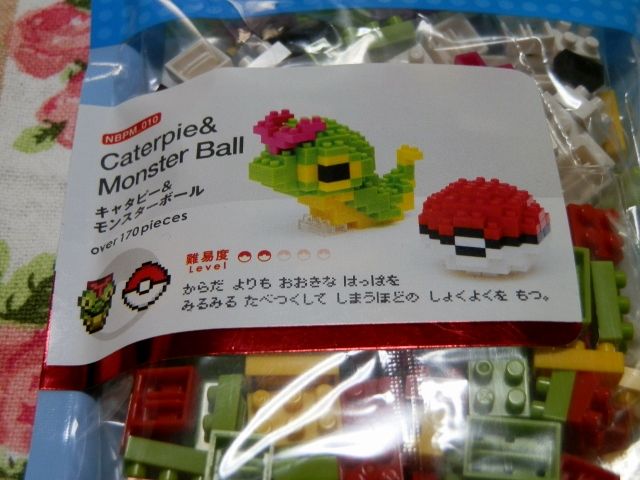 NBPM_010
Caterpie&
Monster Ball
キャタピー&
モンスターボール
over 170 pieces
難易度
Level
からだ よりも おおきな はっぱを
みるみる たべつくして しまうほどの しょくよくを もつ。